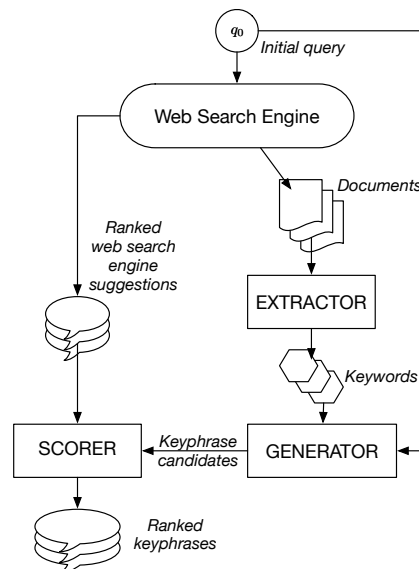 q0
Initial query
Web Search Engine
Documents
Ranked
web search
engine
suggestions
EXTRACTOR
Keywords
SCORER
Keyphrase
candidates
GENERATOR
Ranked
keyphrases